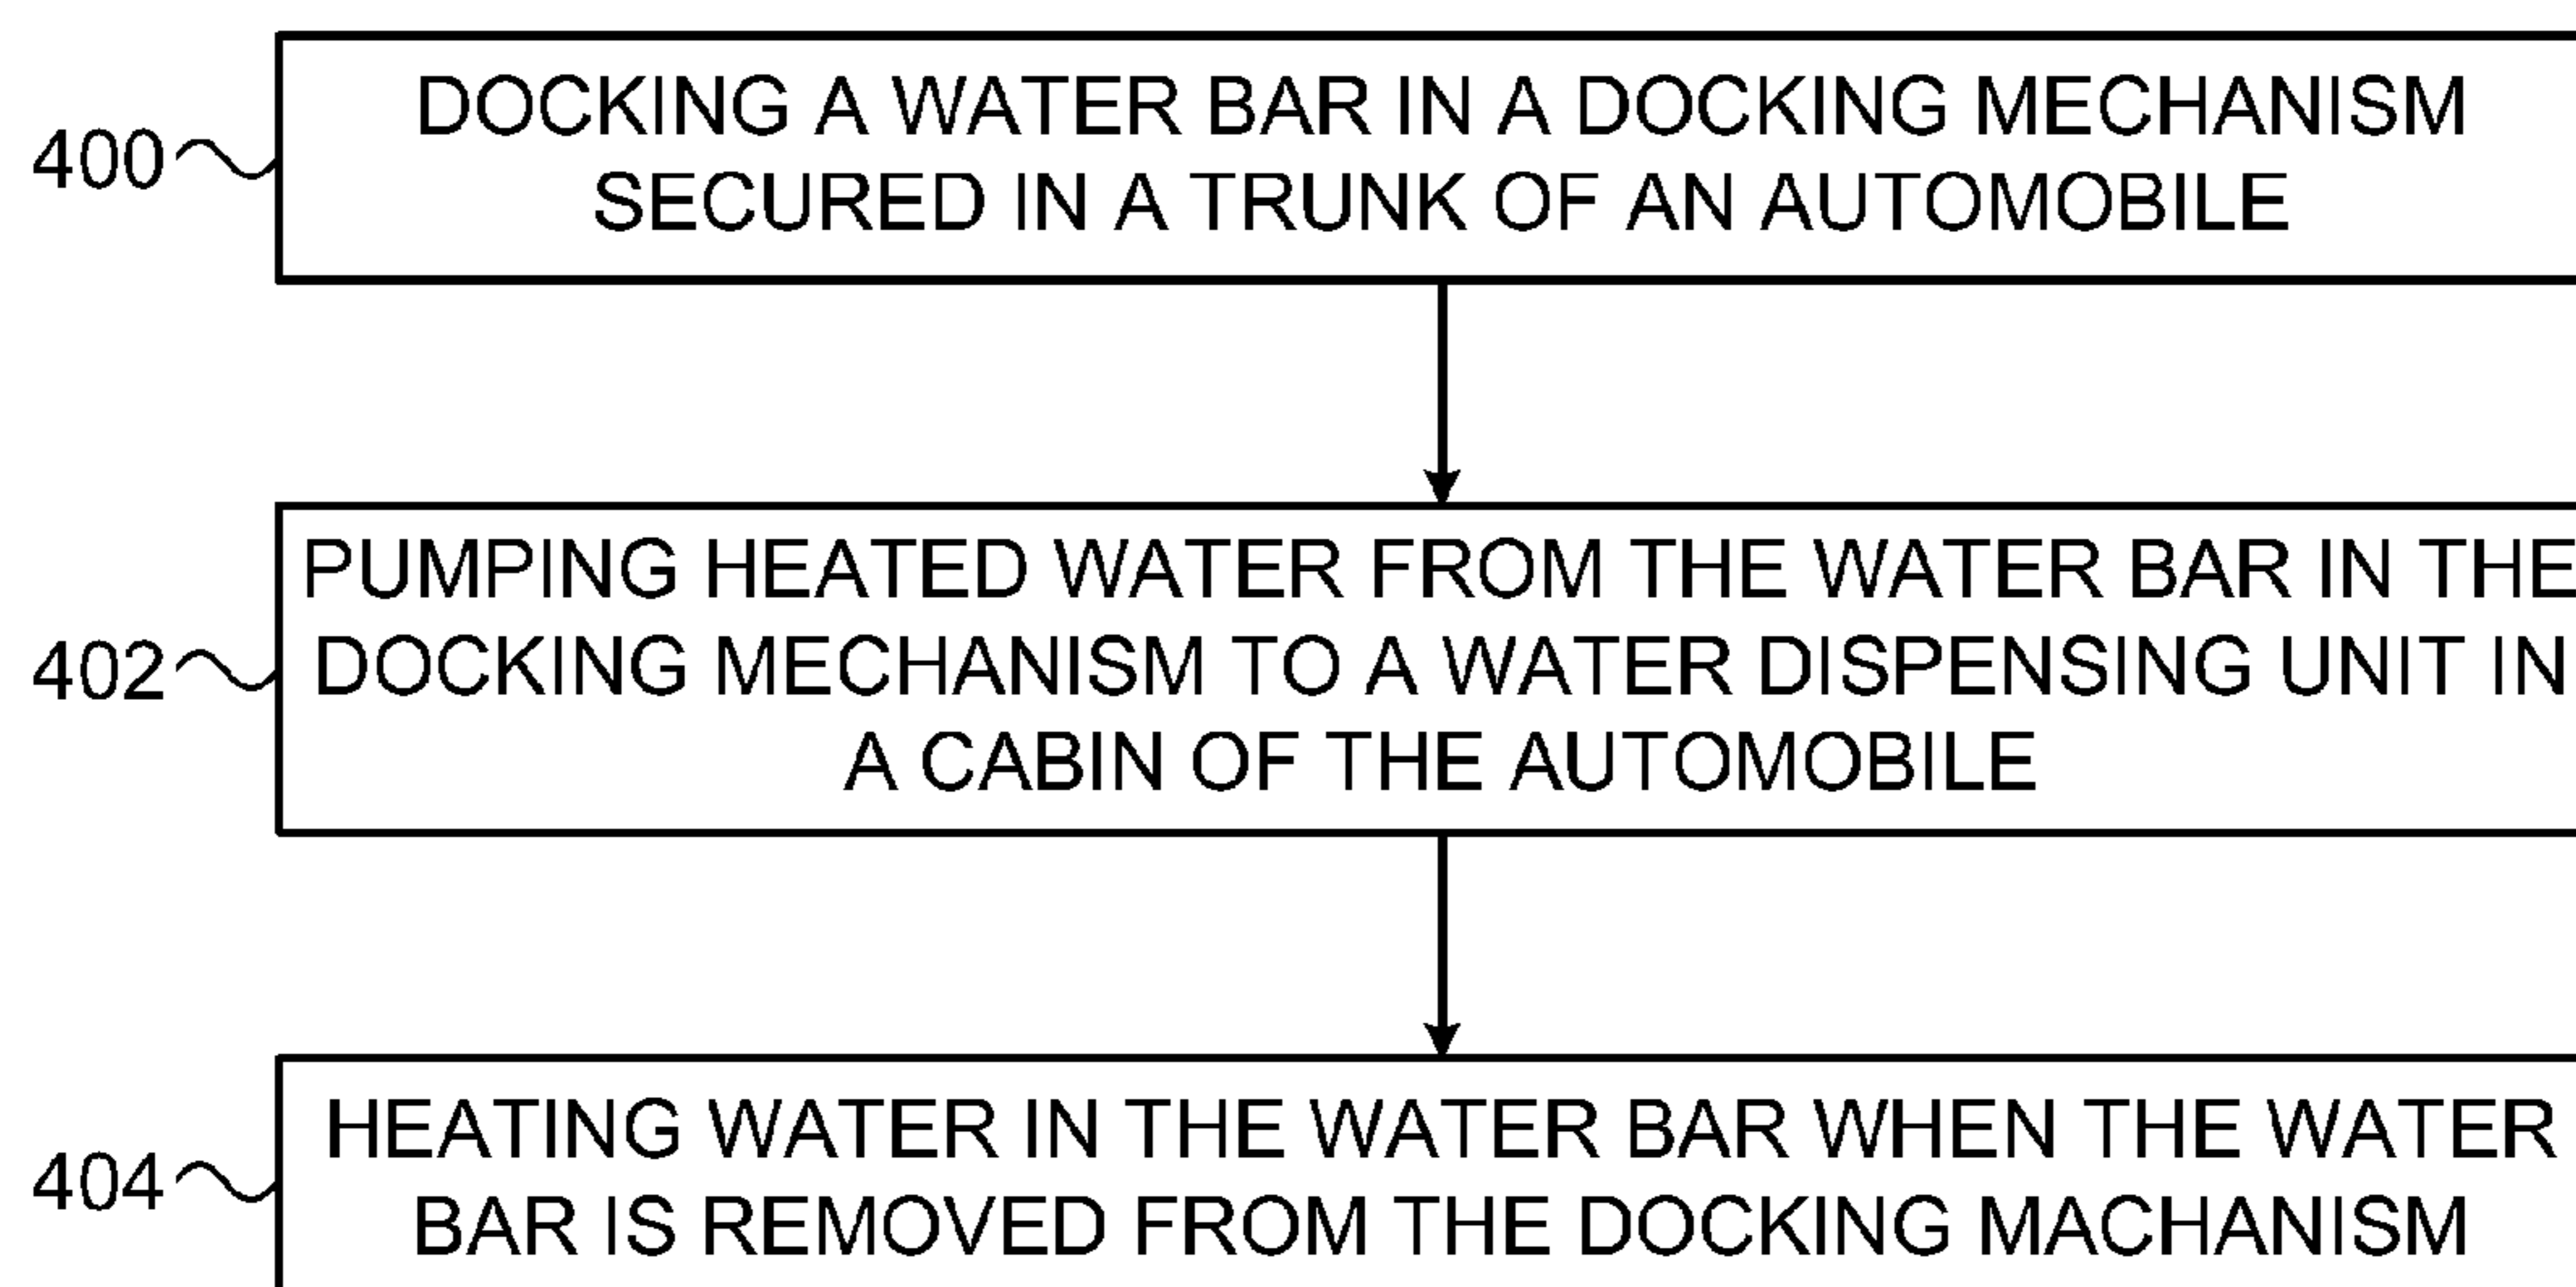 DOCKING A WATER BAR IN A DOCKING MECHANISM
400
SECURED IN A TRUNK OF AN AUTOMOBILE
PUMPING HEATED WATER FROM THE WATER BAR IN THE
402
DOCKING MECHANISM TO A WATER DISPENSING UNIT IN
A CABIN OF THE AUTOMOBILE
HEATING WATER IN THE WATER BAR WHEN THE WATER
404
BAR IS REMOVED FROM THE DOCKING MACHANISM